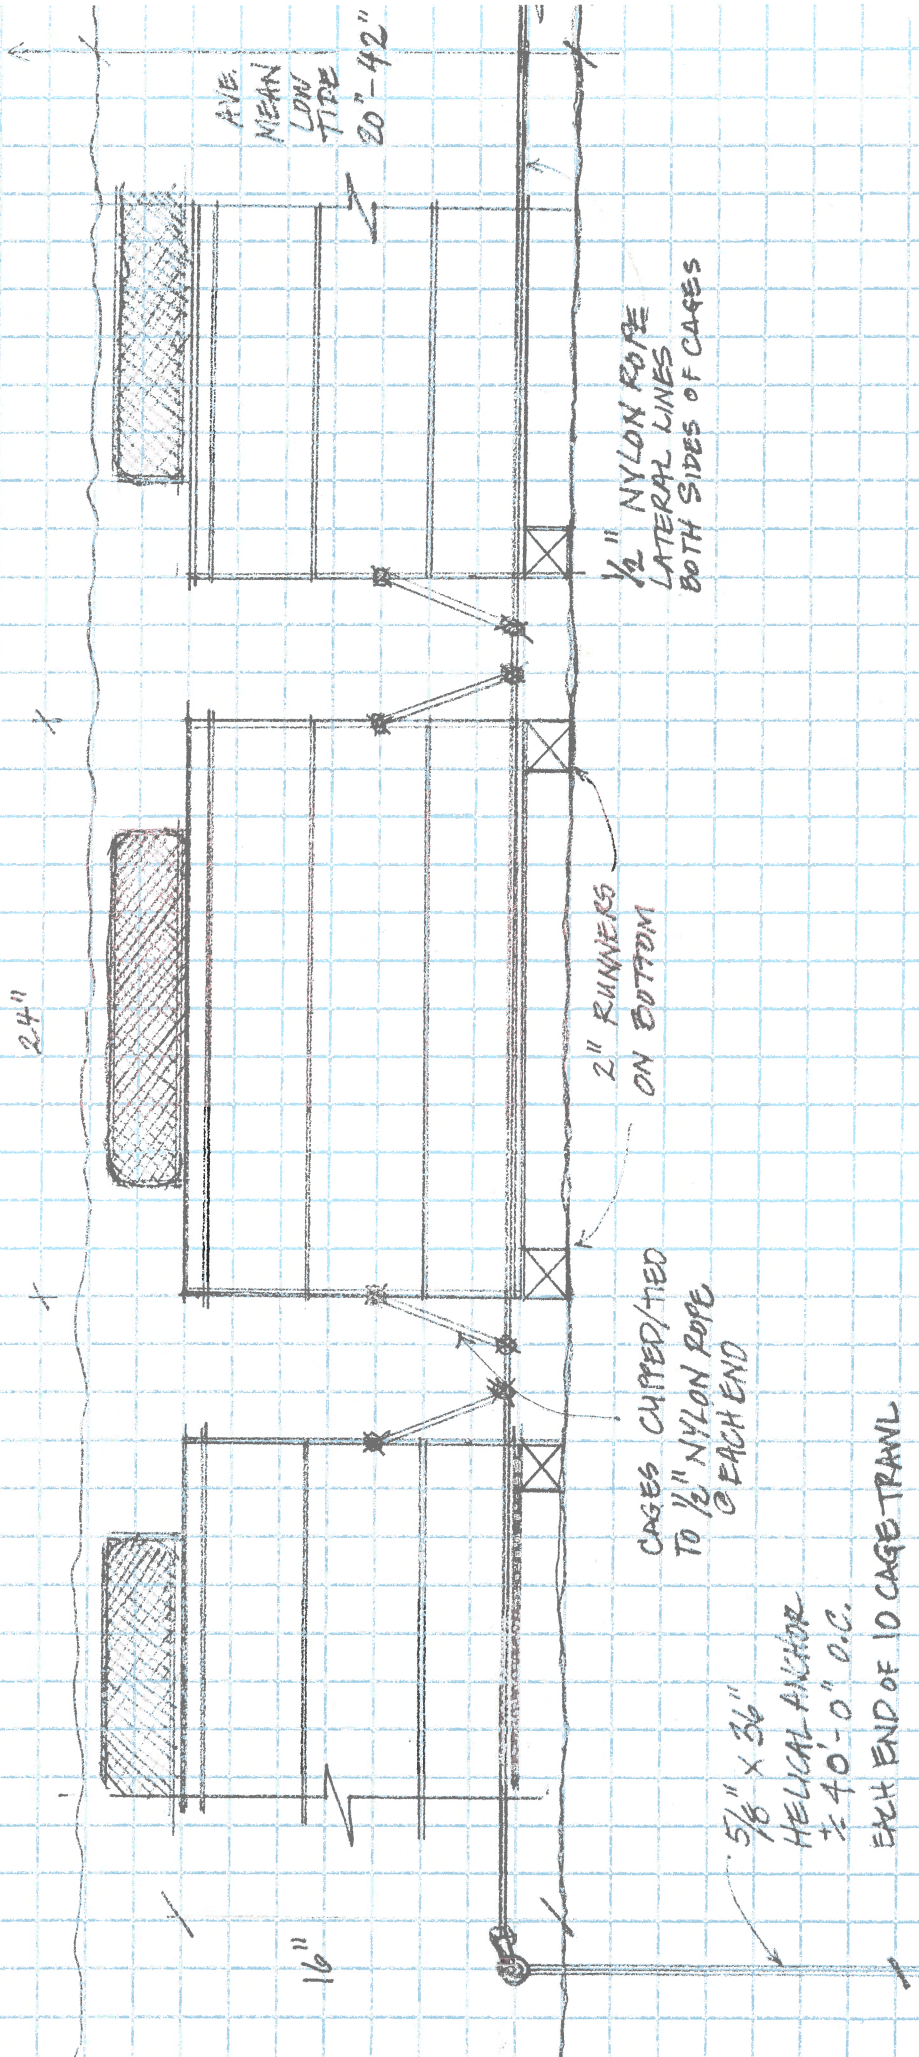 AVE.
MEAN
LOW
TIDE
20"-42"
24"
16"
1/2" NYLON ROPE
LATERAL LINES
BOTH SIDES OF CAGES
2" RUNNERS
ON BOTTOM
CAGES CLIPPED/TIED
TO 1/2" NYLON ROPE
@ EACH END
5/8" X 36"
HELICAL ANCHOR
± 40'-0" O.C.
EACH END OF 10 CAGE TRAWL